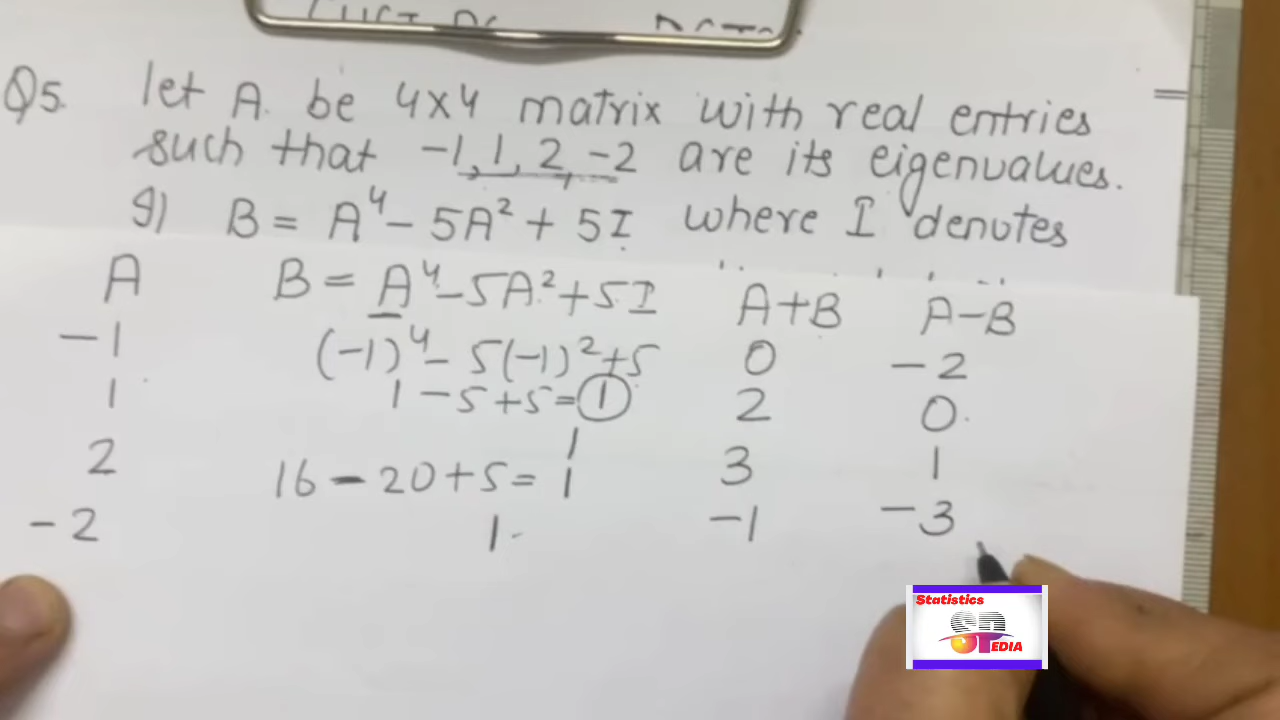 Q5. let A be 4x4 matrix with real entries
such that -1, 1, 2, -2 are its eigenvalues.
9) B = A⁴ - 5A² + 5I where I denotes
A B = A⁴ - 5A² + 5I A+B A-B
-1 (-1)⁴ - 5(-1)² + 5 0 -2
1 1 - 5 + 5 = 1 2 0
1
2 16 - 20 + 5 = 1 3 1
-2 1 -1 -3
Statistics
EDIA